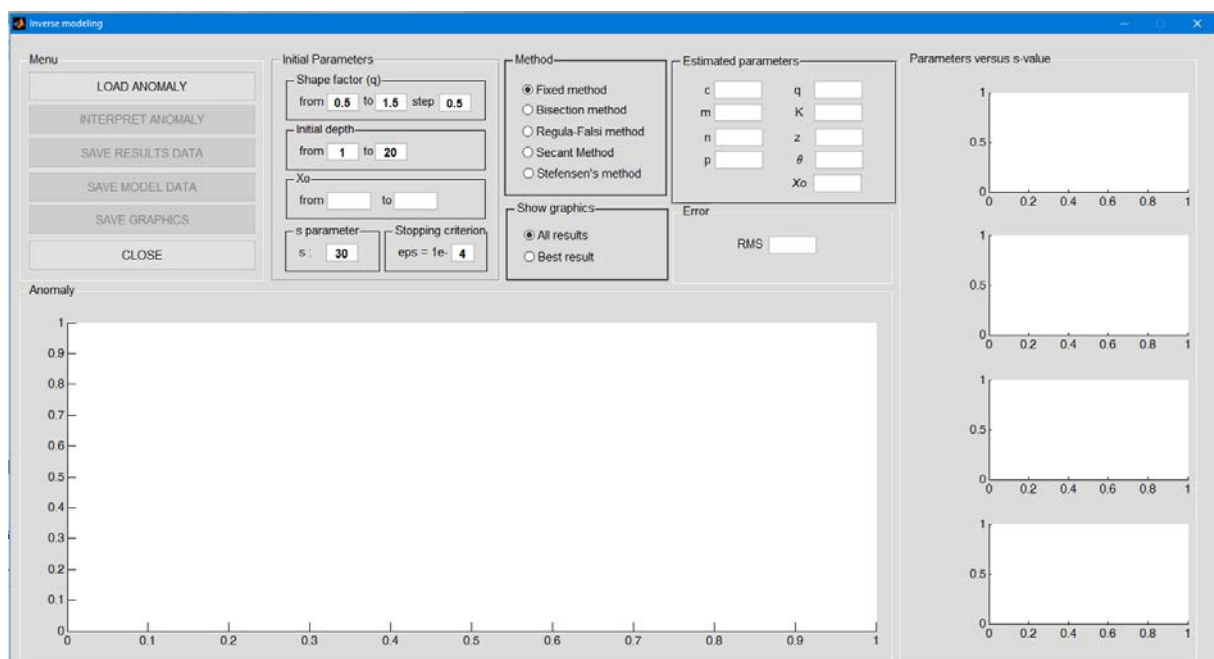 Inverse modeling
Menu
LOAD ANOMALY
INTERPRET ANOMALY
SAVE RESULTS DATA
SAVE MODEL DATA
SAVE GRAPHICS
CLOSE
Initial Parameters
Shape factor (q)
from 0.5 to 1.5 step 0.5
Initial depth
from 1 to 20
Xo
from to
s parameter
s : 30
Stopping criterion
eps = 1e- 4
Method
Fixed method
Bisection method
Regula-Falsi method
Secant Method
Stefensen's method
Show graphics
All results
Best result
Estimated parameters
c q
m K
n z
p θ
Xo
Error
RMS
Anomaly
1
0.9
0.8
0.7
0.6
0.5
0.4
0.3
0.2
0.1
0
0 0.1 0.2 0.3 0.4 0.5 0.6 0.7 0.8 0.9 1
Parameters versus s-value
1
0.5
0
0 0.2 0.4 0.6 0.8 1
1
0.5
0
0 0.2 0.4 0.6 0.8 1
1
0.5
0
0 0.2 0.4 0.6 0.8 1
1
0.5
0
0 0.2 0.4 0.6 0.8 1